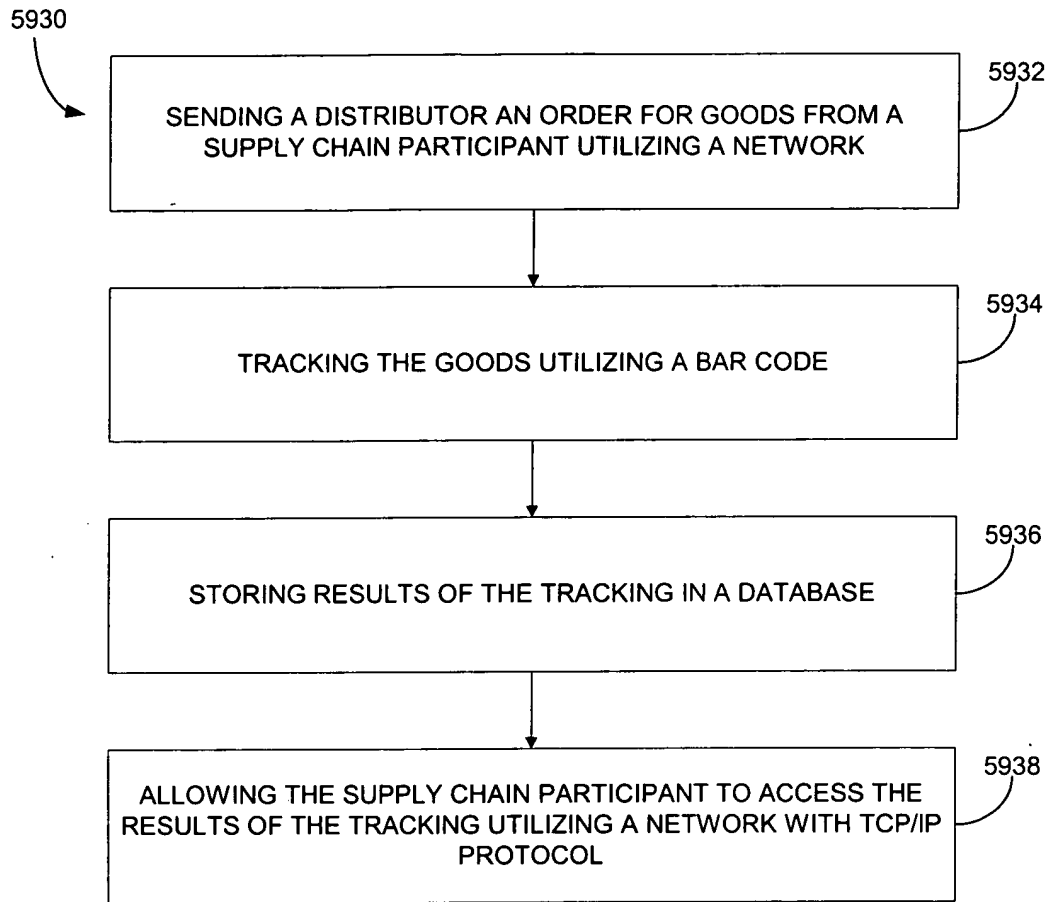 5930
5932
SENDING A DISTRIBUTOR AN ORDER FOR GOODS FROM A
SUPPLY CHAIN PARTICIPANT UTILIZING A NETWORK
5934
TRACKING THE GOODS UTILIZING A BAR CODE
5936
STORING RESULTS OF THE TRACKING IN A DATABASE
5938
ALLOWING THE SUPPLY CHAIN PARTICIPANT TO ACCESS THE
RESULTS OF THE TRACKING UTILIZING A NETWORK WITH TCP/IP
PROTOCOL